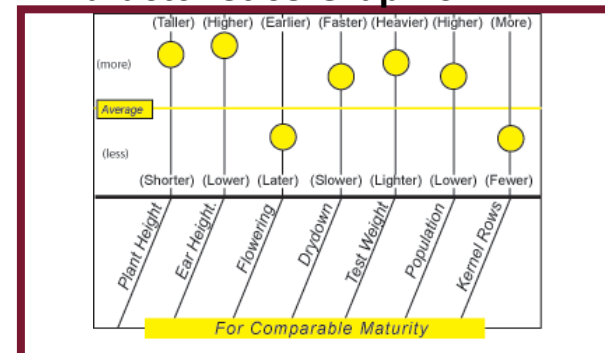 (Taller) (Higher) (Earlier) (Faster) (Heavier) (Higher) (More)
(more)
Average
(less)
(Shorter) (Lower) (Later) (Slower) (Lighter) (Lower) (Fewer)
Plant Height
Ear Height.
Flowering
Drydown
Test Weight
Population
Kernel Rows
For Comparable Maturity